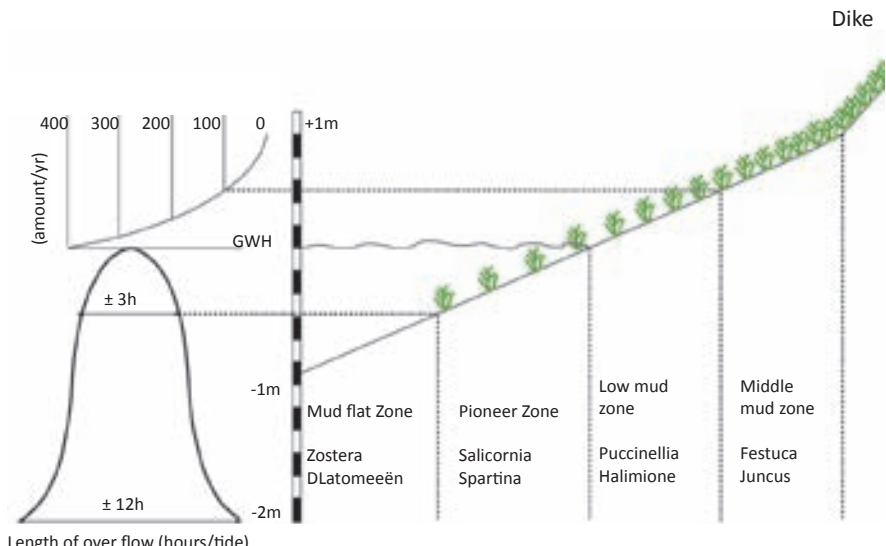 Dike
400 300 200 100 0 +1m
(amount/yr)
GWH
± 3h
-1m
Mud flat Zone
Zostera
DLatomeeën
Pioneer Zone
Salicornia
Spartina
Low mud
zone
Puccinellia
Halimione
Middle
mud zone
Festuca
Juncus
± 12h
-2m
Length of over flow (hours/tide)